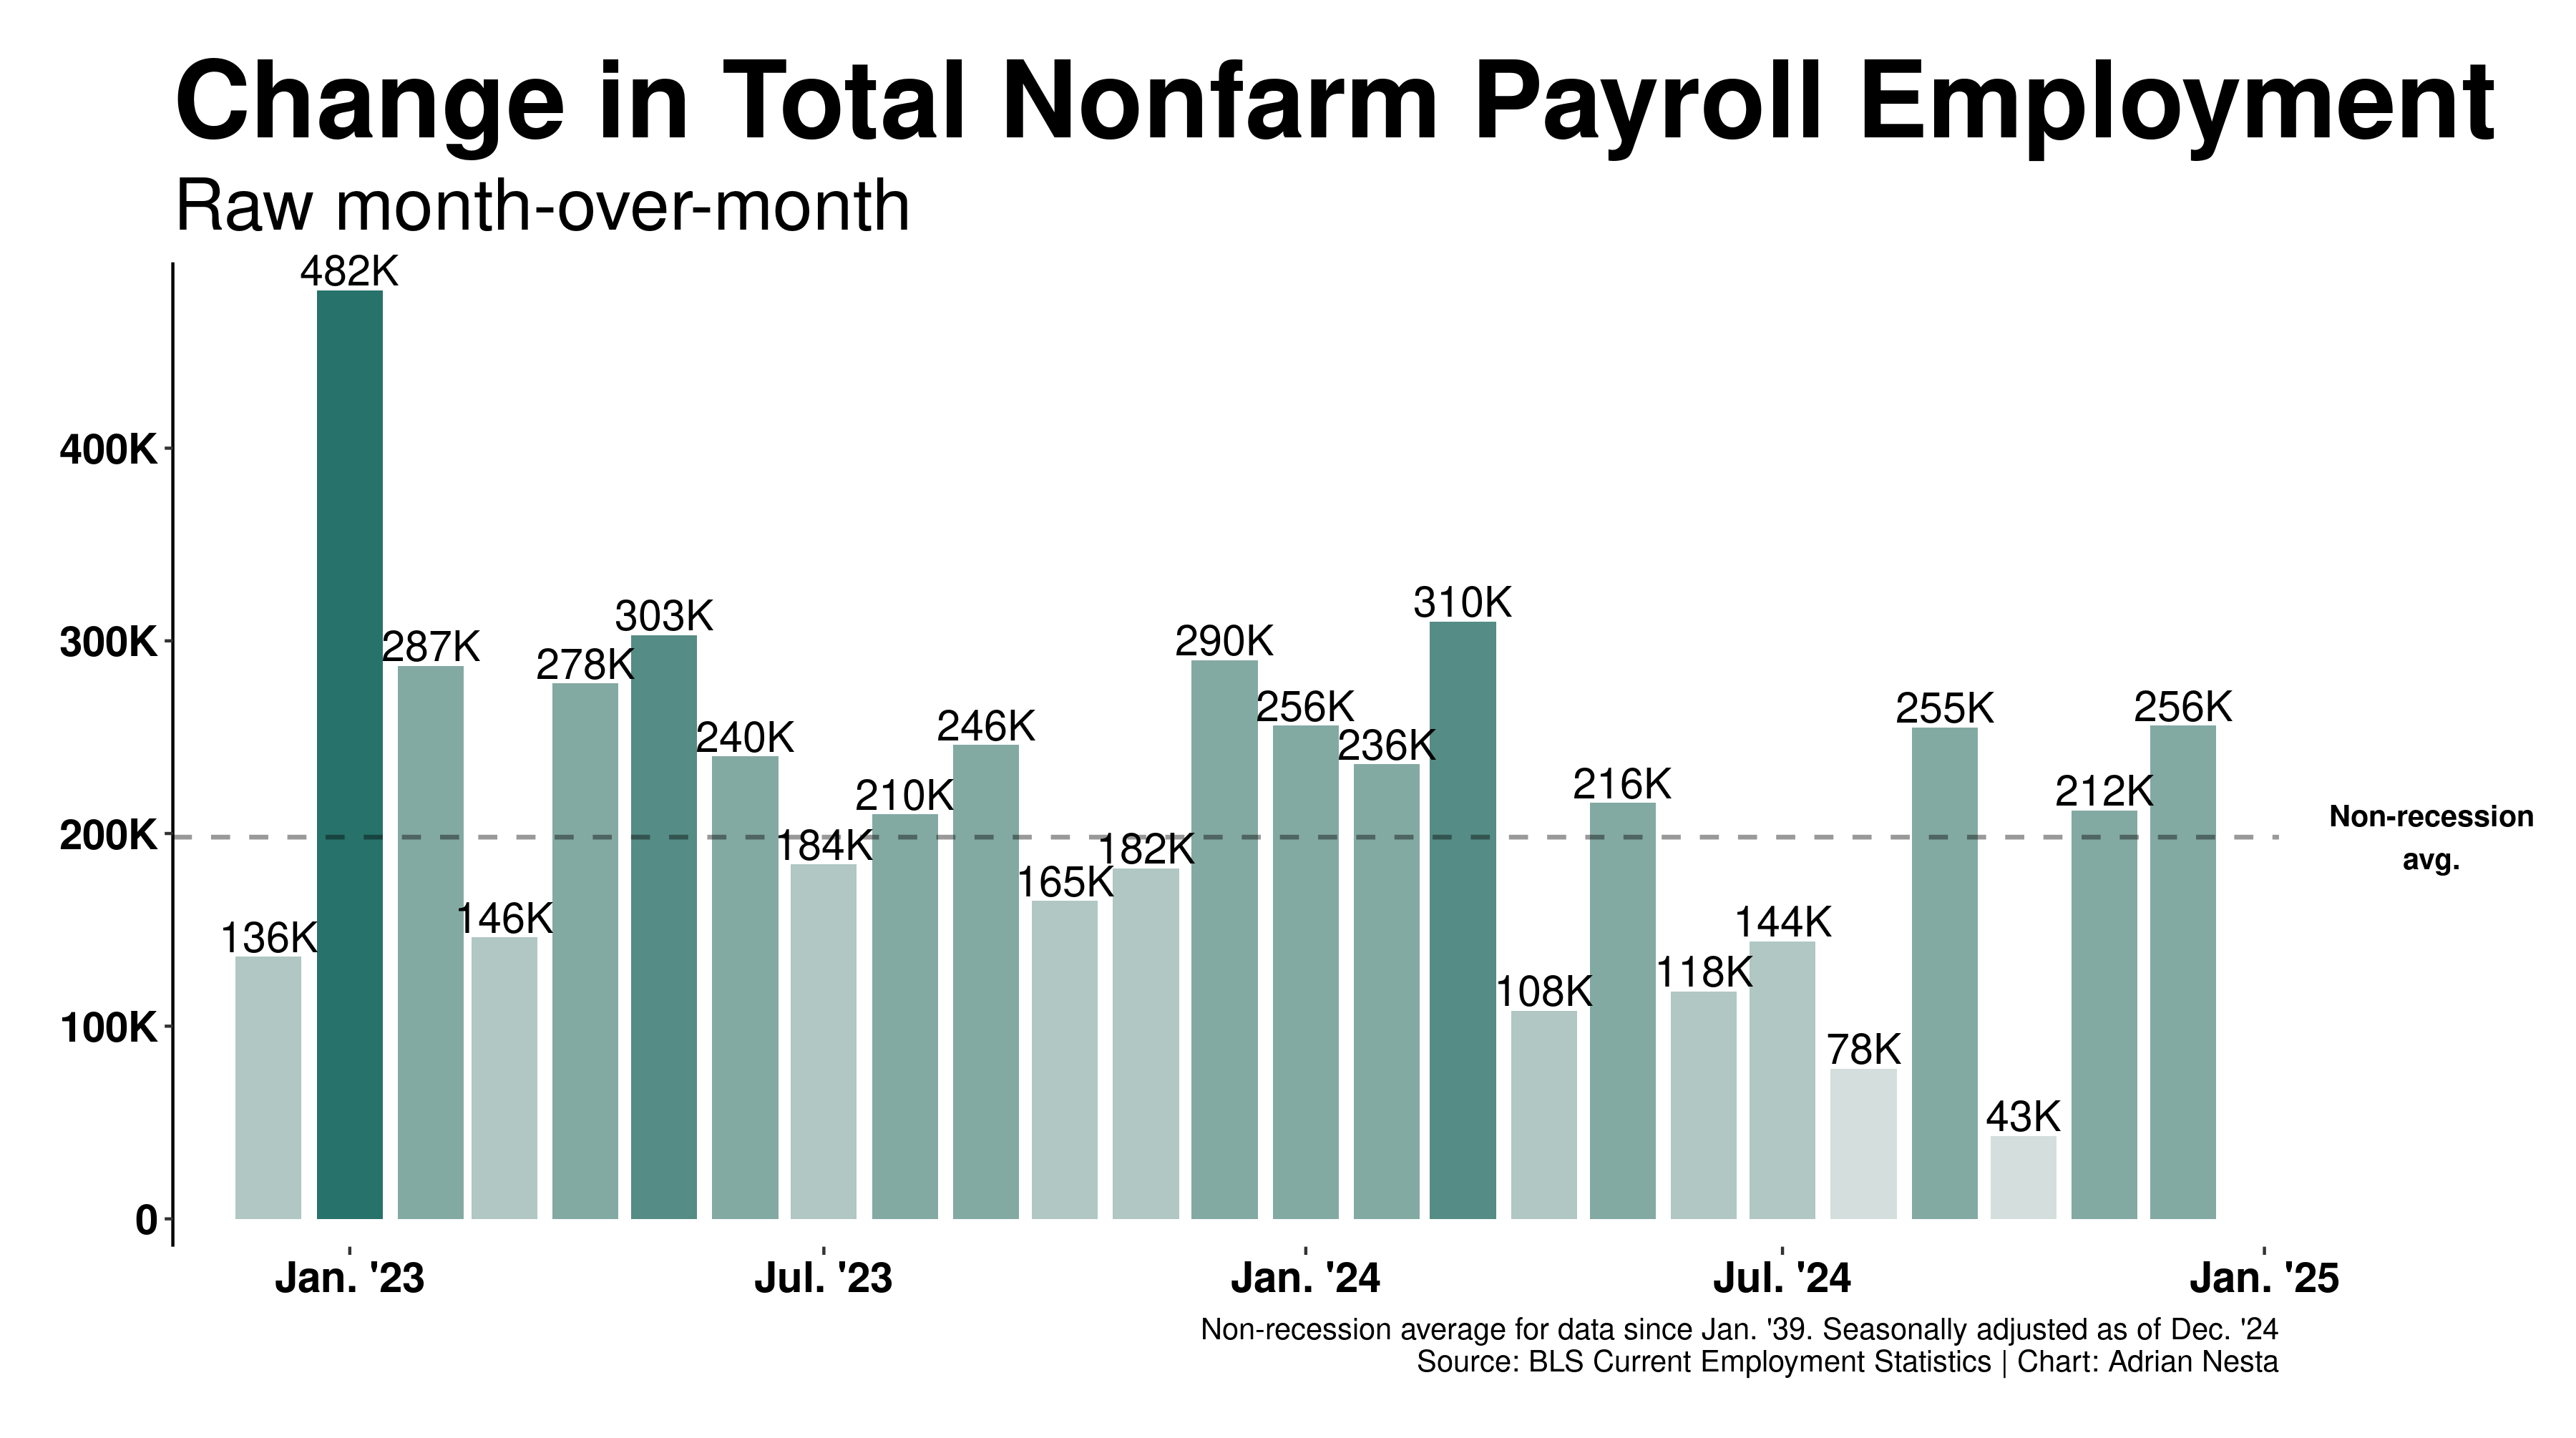 Change in Total Nonfarm Payroll Employment
Raw month-over-month
482K
400K
310K
303K
300K
290K
287K
278K
256K
256K
255K
246K
240K
236K
216K
212K
210K
Non-recession
avg.
200K
184K
182K
165K
146K
144K
136K
118K
108K
100K
78K
43K
0
Jan. '23
Jul. '23
Jan. '24
Jul. '24
Jan. '25
Non-recession average for data since Jan. '39. Seasonally adjusted as of Dec. '24
Source: BLS Current Employment Statistics | Chart: Adrian Nesta